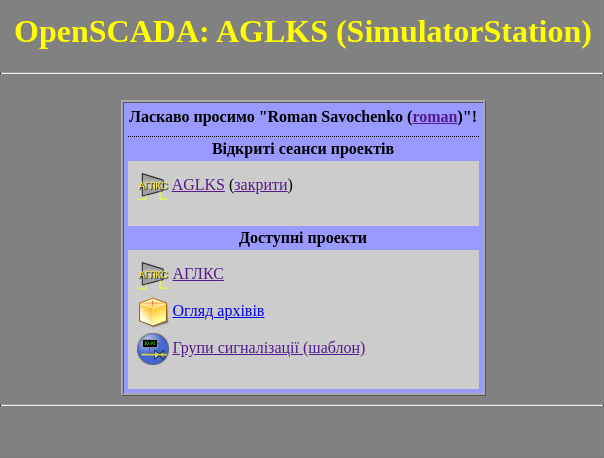 OpenSCADA: AGLKS (SimulatorStation)
Ласкаво просимо "Roman Savochenko (roman)"!
Відкриті сеанси проектів
АГЛКС AGLKS (закрити)
Доступні проекти
АГЛКС АГЛКС
Огляд архівів
Групи сигналізації (шаблон)